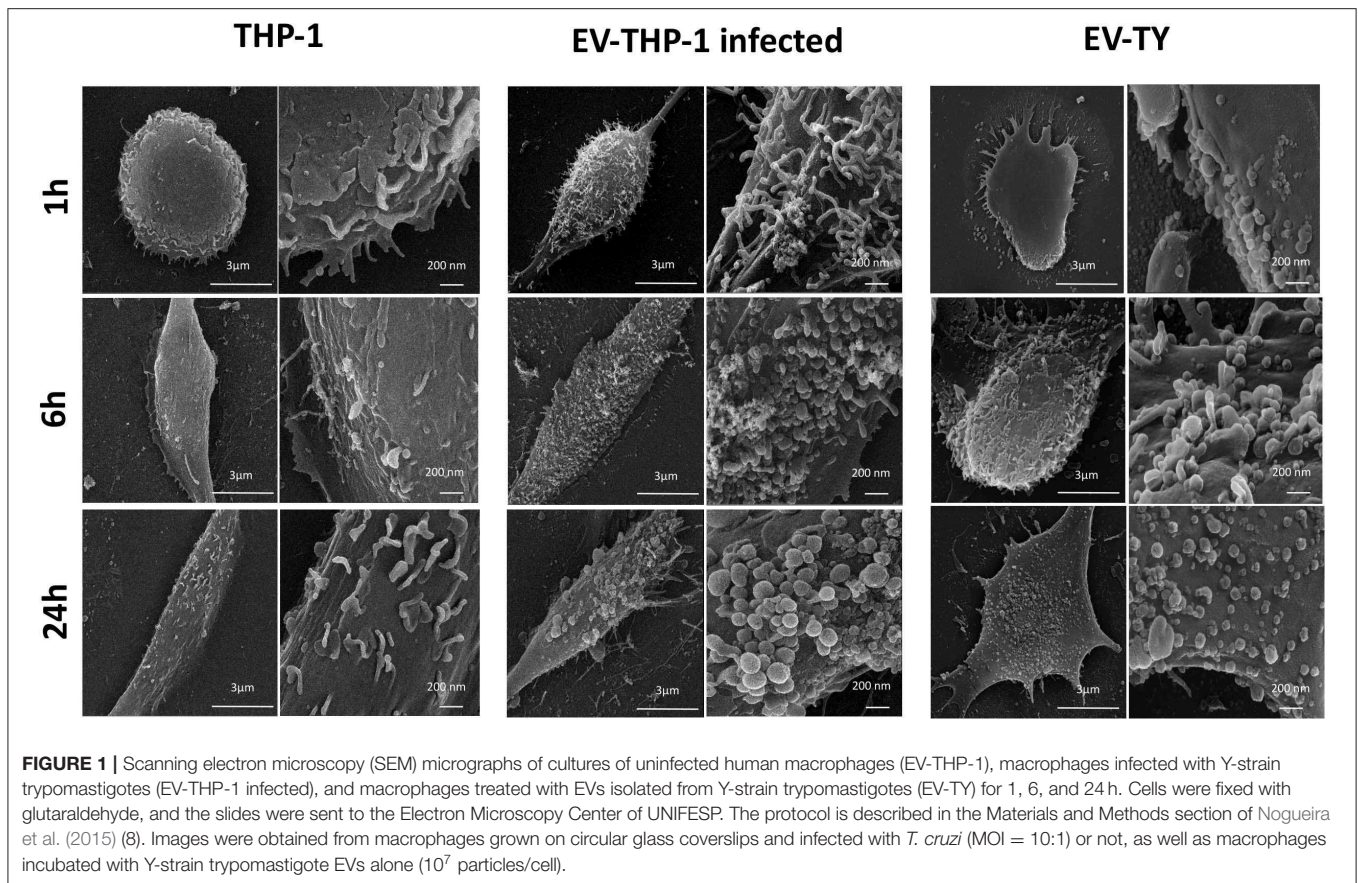 THP-1 EV-THP-1 infected EV-TY
1h
3µm 200 nm 3µm 200 nm 3µm 200 nm
6h
3µm 200 nm 3µm 200 nm 3µm 200 nm
24h
3µm 200 nm 3µm 200 nm 3µm 200 nm
FIGURE 1 | Scanning electron microscopy (SEM) micrographs of cultures of uninfected human macrophages (EV-THP-1), macrophages infected with Y-strain
trypomastigotes (EV-THP-1 infected), and macrophages treated with EVs isolated from Y-strain trypomastigotes (EV-TY) for 1, 6, and 24 h. Cells were fixed with
glutaraldehyde, and the slides were sent to the Electron Microscopy Center of UNIFESP. The protocol is described in the Materials and Methods section of Nogueira
et al. (2015) (8). Images were obtained from macrophages grown on circular glass coverslips and infected with T. cruzi (MOI = 10:1) or not, as well as macrophages
incubated with Y-strain trypomastigote EVs alone (10⁷ particles/cell).